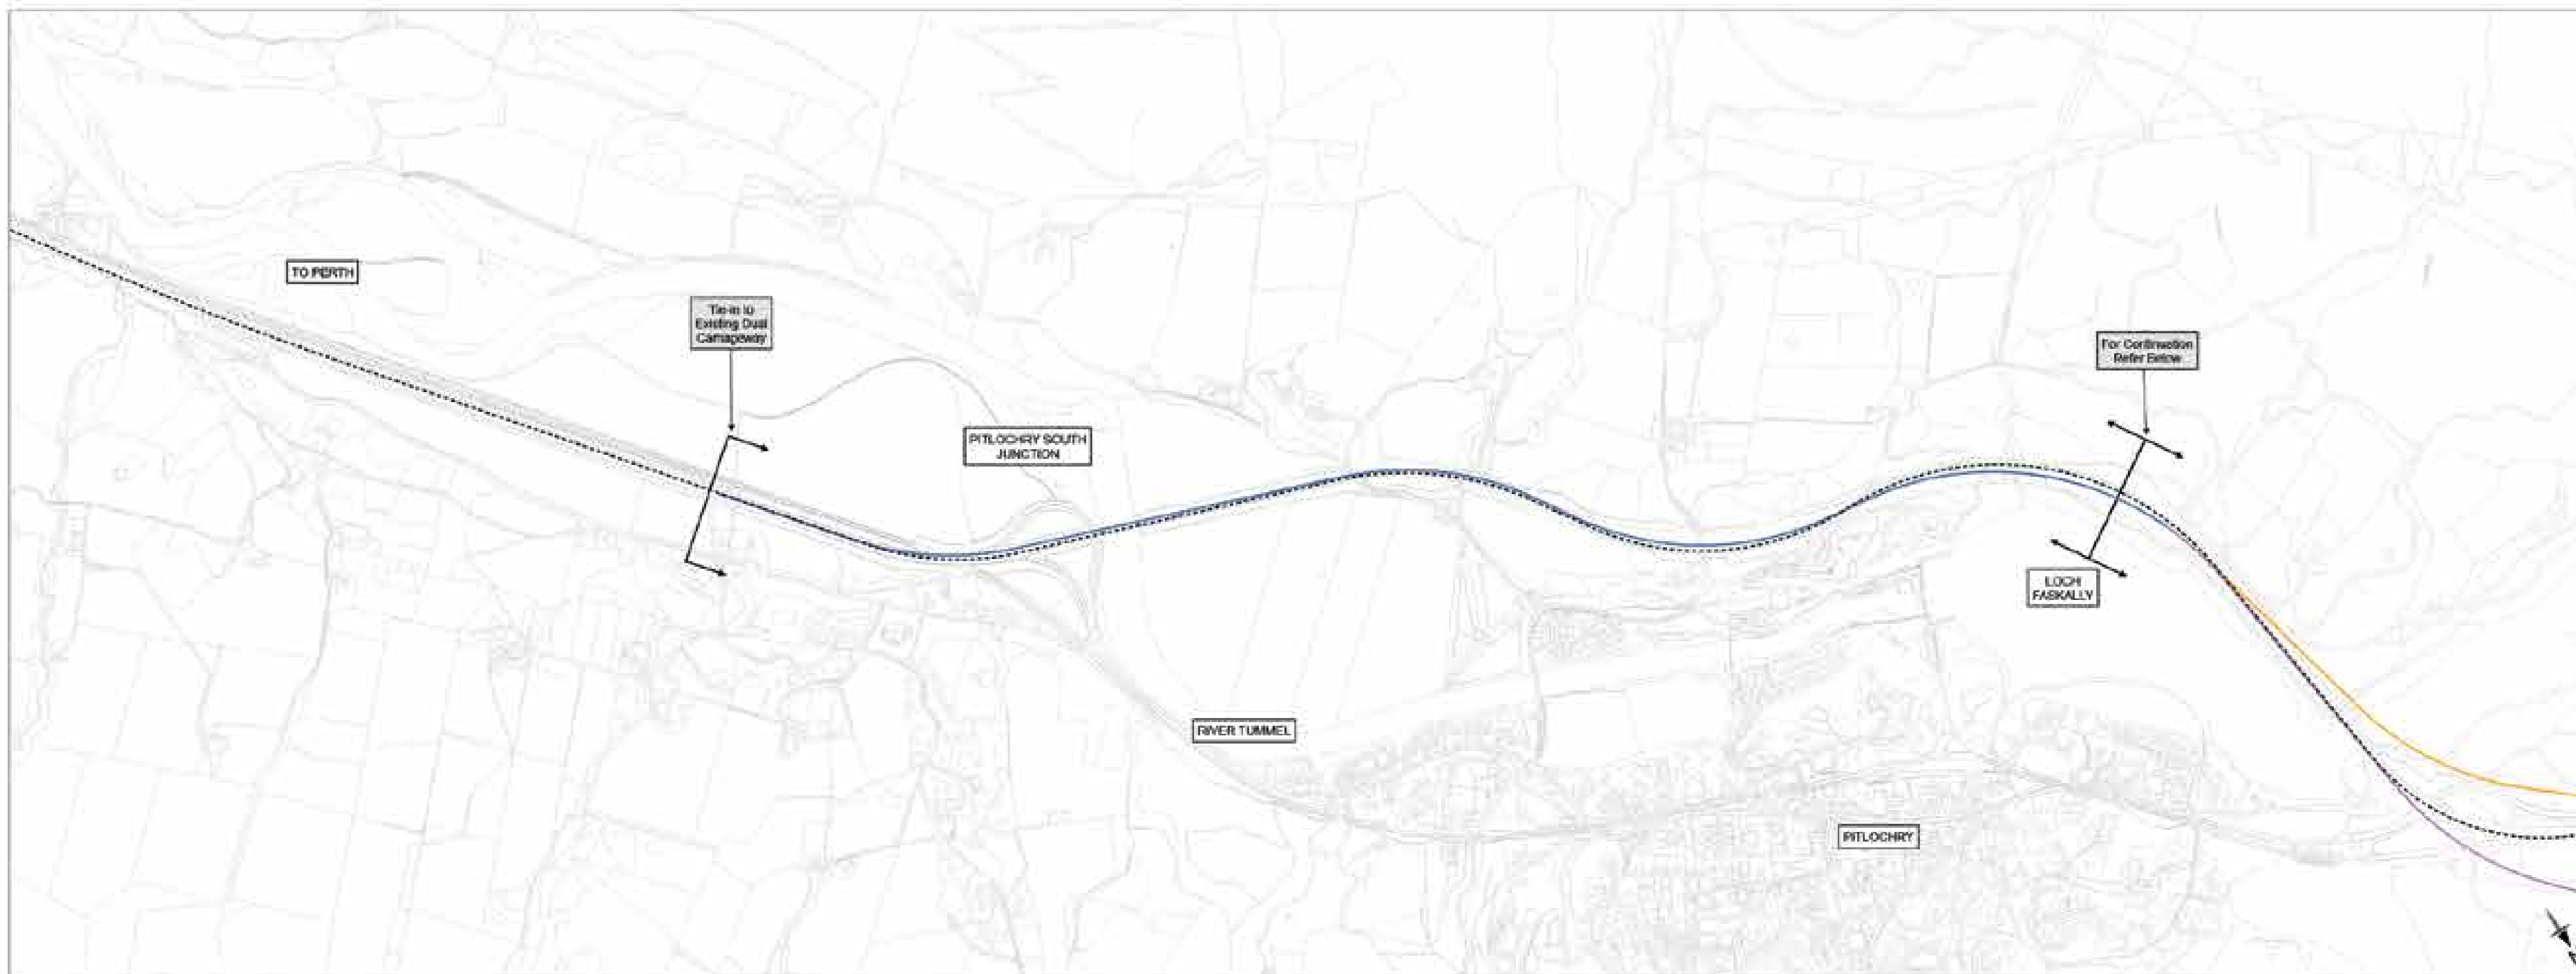 TO PERTH
Tie-in to
Existing Dual
Carriageway
PITLOCHRY SOUTH
JUNCTION
For Continuation
Refer Below
LOCH
FASKALLY
RIVER TUMMEL
PITLOCHRY